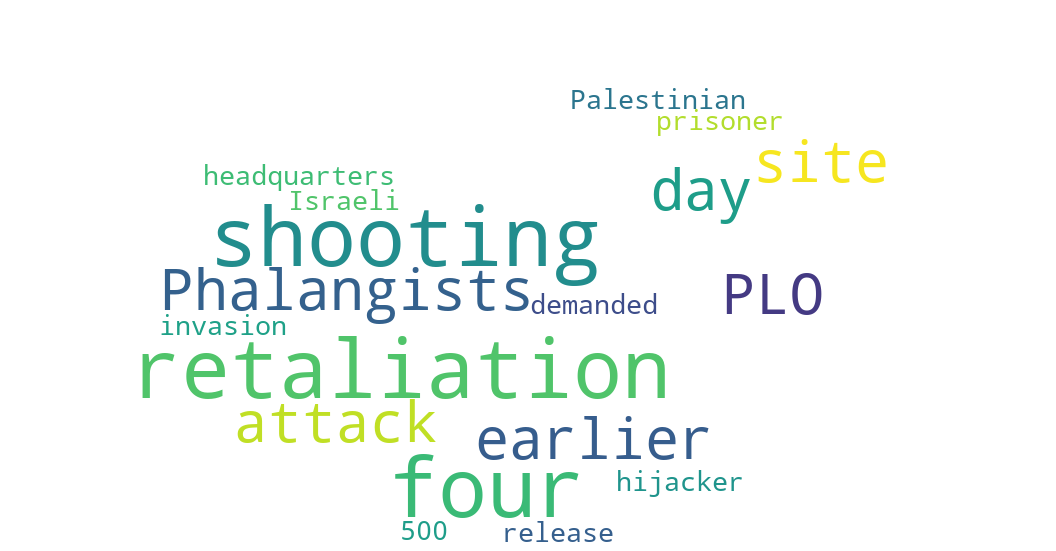 Palestinian
prisoner
site
headquarters
day
Israeli
shooting
Phalangists
PLO
demanded
invasion
retaliation
attack
earlier
four
hijacker
500
release